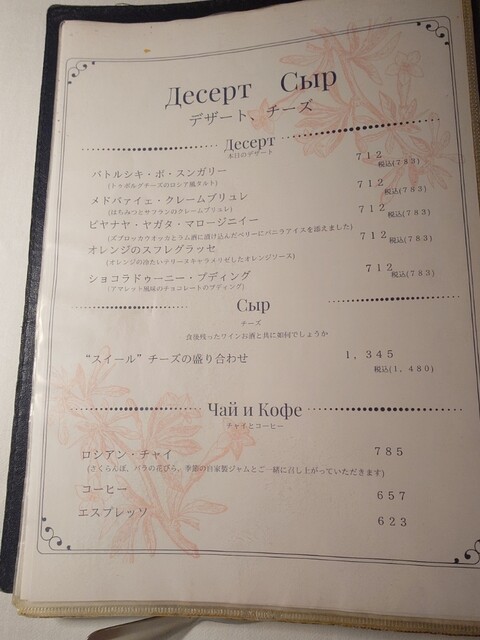 Десерт Сыр
デザート、チーズ
Десерт
本日のデザート
バトルシキ・ポ・スンガリー 712
(トゥボルグチーズのロシア風タルト) 税込(783)
メドバァィェ・クレームブリュレ 712
(はちみつとサフランのクレームブリュレ) 税込(783)
ピヤナヤ・ヤガタ・マロージニイー 712
(ズブロッカウオッカとラム酒に漬け込んだベリーにバニラアイスを添えました) 税込(783)
オレンジのスフレグラッセ 712
(オレンジの冷たいテリーヌキャラメリゼしたオレンジソース) 税込(783)
ショコラドゥーニー・プディング 712
(アマレット風味のチョコレートのプディング) 税込(783)
Сыр
チーズ
食後残ったワインお酒と共に如何でしょうか
“スイール”チーズの盛り合わせ 1,345
税込(1,480)
Чай и Кофе
チャイとコーヒー
ロシアン・チャイ 785
(さくらんぼ、バラの花びら、季節の自家製ジャムとご一緒に召し上がっていただきます)
コーヒー 657
エスプレッソ 623